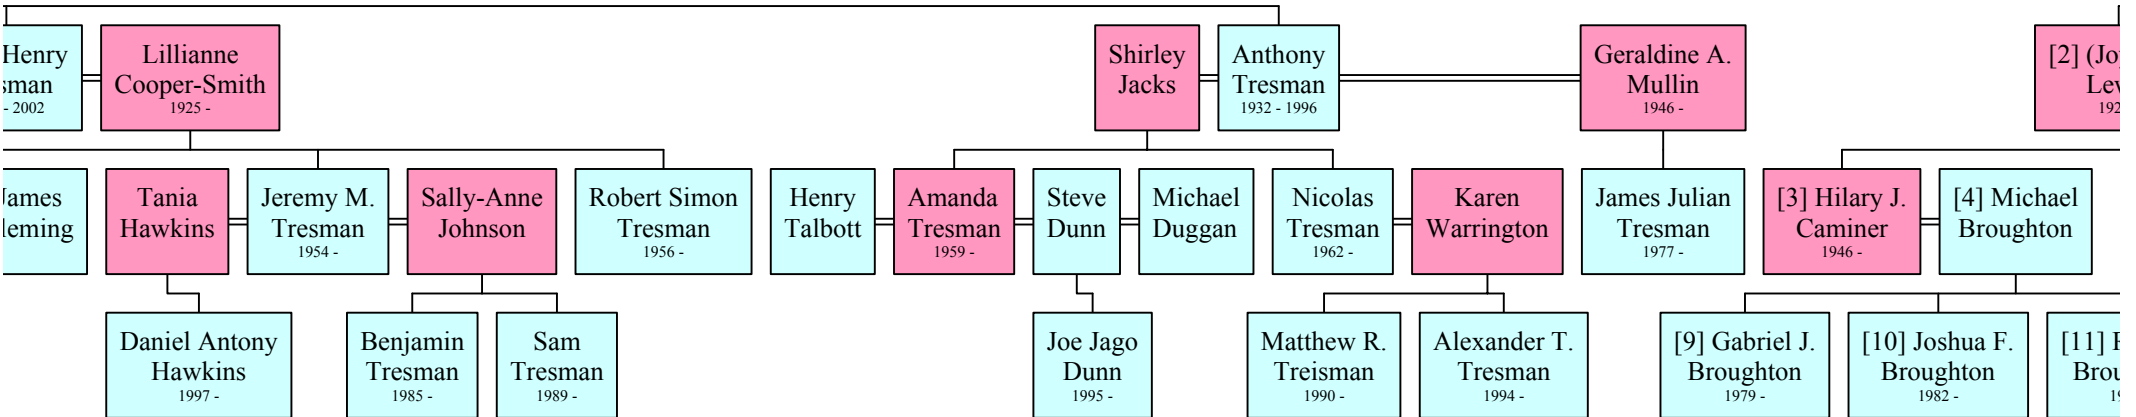 Henry
- 2002
Lillianne
Cooper-Smith
1925 -
Shirley
Jacks
Anthony
Tresman
1932 - 1996
Geraldine A.
Mullin
1946 -
[2]
James
Tania
Hawkins
Jeremy M.
Tresman
1954 -
Sally-Anne
Johnson
Robert Simon
Tresman
1956 -
Henry
Talbott
Amanda
Tresman
1959 -
Steve
Dunn
Michael
Duggan
Nicolas
Tresman
1962 -
Karen
Warrington
James Julian
Tresman
1977 -
[3] Hilary J.
Caminer
1946 -
[4] Michael
Broughton
Daniel Antony
Hawkins
1997 -
Benjamin
Tresman
1985 -
Sam
Tresman
1989 -
Joe Jago
Dunn
1995 -
Matthew R.
Treisman
1990 -
Alexander T.
Tresman
1994 -
[9] Gabriel J.
Broughton
1979 -
[10] Joshua F.
Broughton
1982 -
[11]